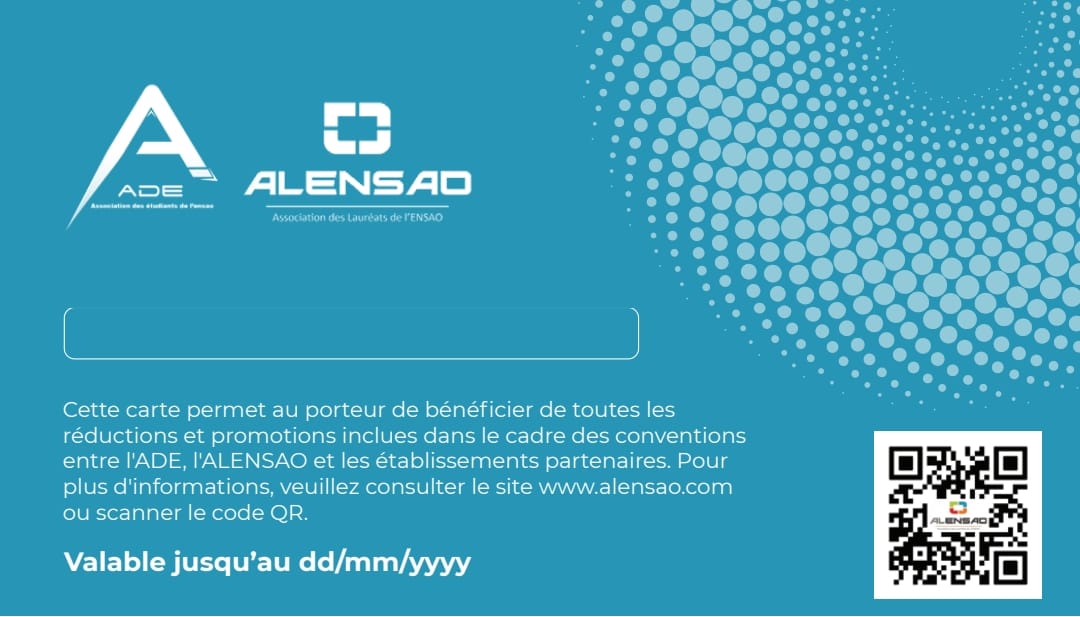 ADE
Association des étudiants de l'ensao
ALENSAO
Association des Lauréats de l'ENSAO
Cette carte permet au porteur de bénéficier de toutes les
réductions et promotions inclues dans le cadre des conventions
entre l'ADE, l'ALENSAO et les établissements partenaires. Pour
plus d'informations, veuillez consulter le site www.alensao.com
ou scanner le code QR.
Valable jusqu’au dd/mm/yyyy
ALENSAO